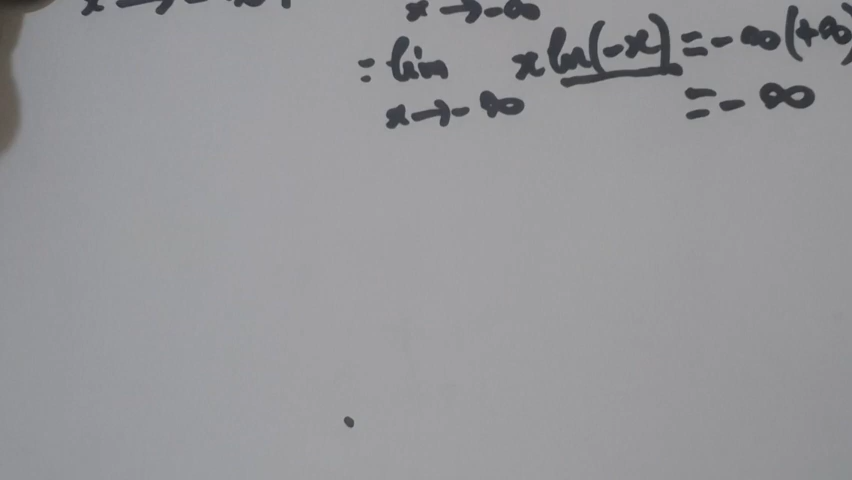 x → -∞
= lim x ln(-x) = -∞(+∞)
x → -∞ = -∞